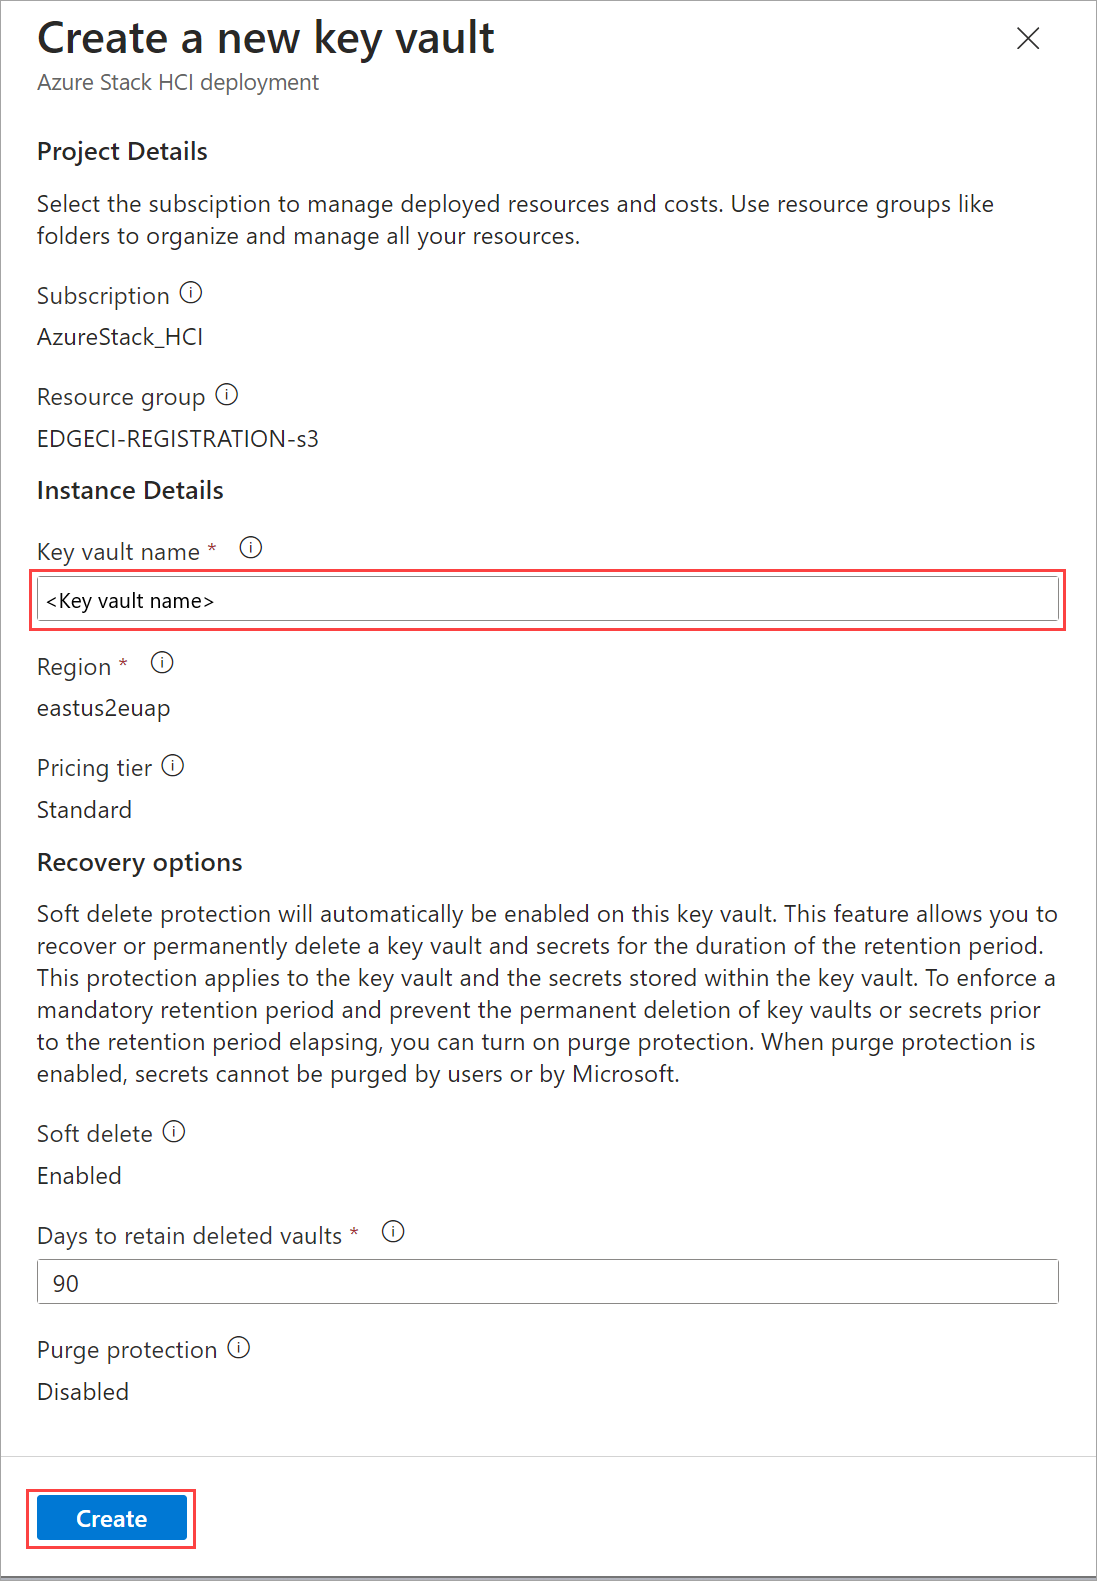 Create a new key vault
Azure Stack HCI deployment
Project Details
Select the subsciption to manage deployed resources and costs. Use resource groups like
folders to organize and manage all your resources.
Subscription
AzureStack_HCI
Resource group
EDGECI-REGISTRATION-s3
Instance Details
Key vault name *
<Key vault name>
Region *
eastus2euap
Pricing tier
Standard
Recovery options
Soft delete protection will automatically be enabled on this key vault. This feature allows you to
recover or permanently delete a key vault and secrets for the duration of the retention period.
This protection applies to the key vault and the secrets stored within the key vault. To enforce a
mandatory retention period and prevent the permanent deletion of key vaults or secrets prior
to the retention period elapsing, you can turn on purge protection. When purge protection is
enabled, secrets cannot be purged by users or by Microsoft.
Soft delete
Enabled
Days to retain deleted vaults *
90
Purge protection
Disabled
Create